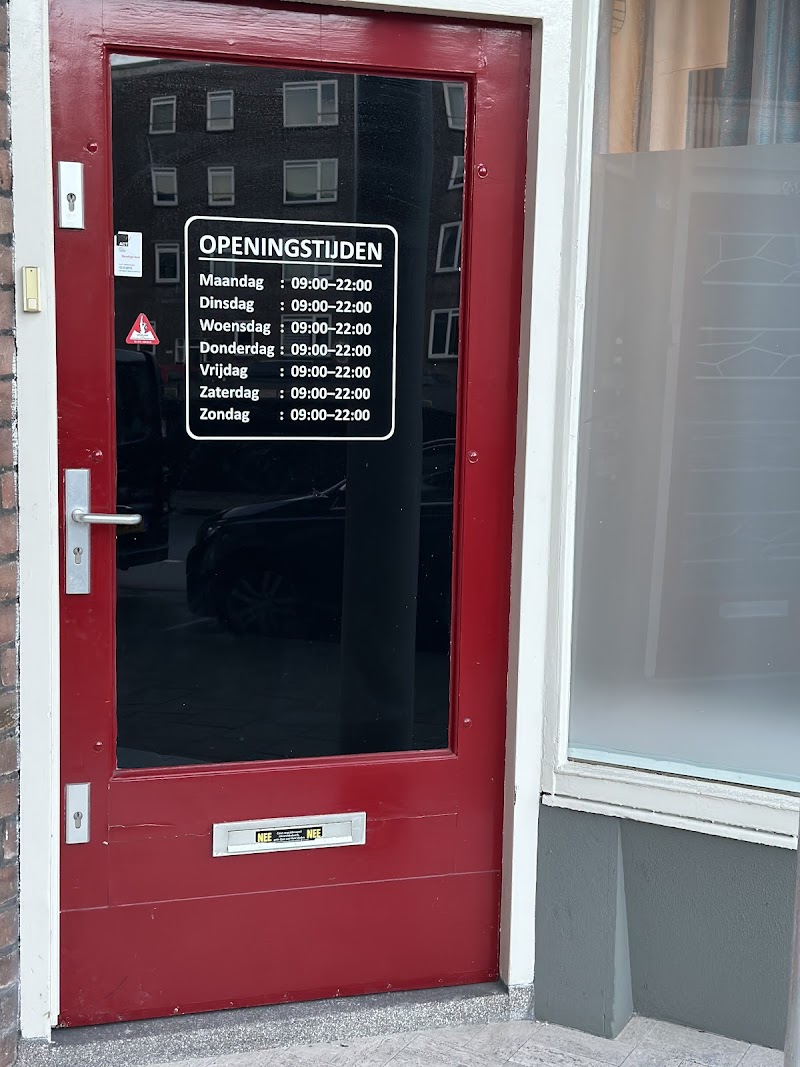 OPENINGSTIJDEN
Maandag : 09:00–22:00
Dinsdag : 09:00–22:00
Woensdag : 09:00–22:00
Donderdag : 09:00–22:00
Vrijdag : 09:00–22:00
Zaterdag : 09:00–22:00
Zondag : 09:00–22:00
NEE NEE